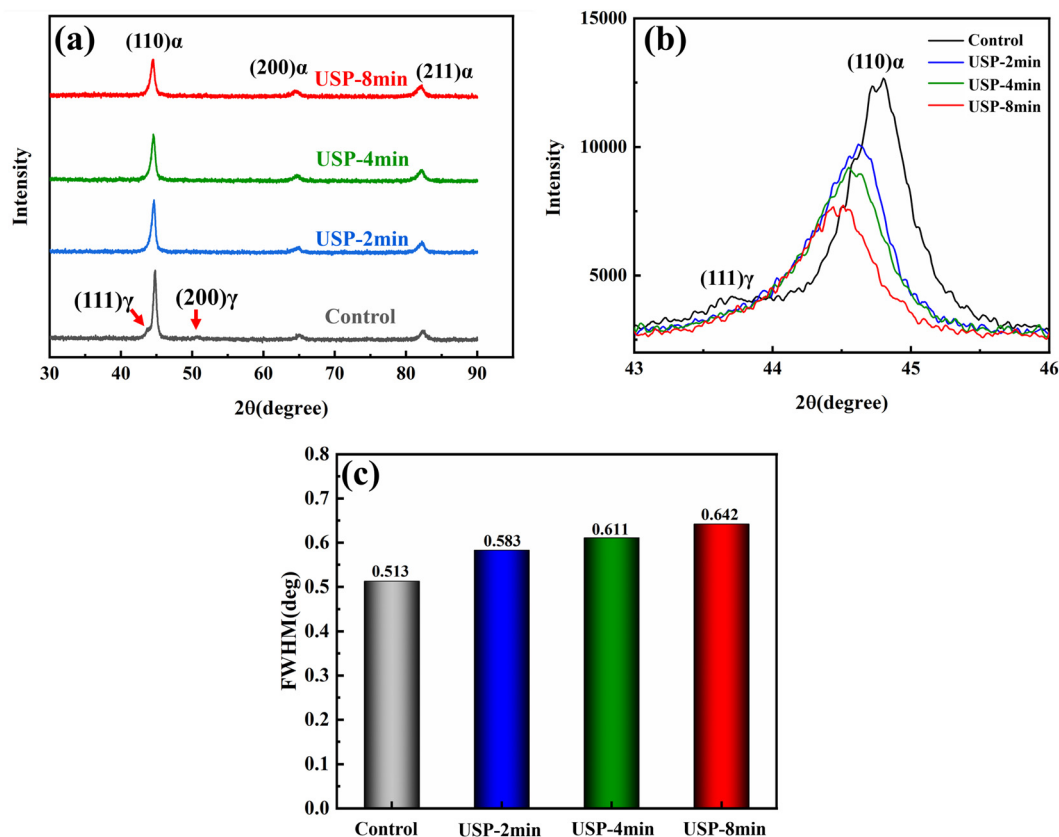 (a)
(110)α
(200)α
(211)α
USP-8min
USP-4min
USP-2min
(111)γ
(200)γ
Control
Intensity
30 40 50 60 70 80 90
2θ(degree)
(b)
15000
10000
5000
Intensity
(110)α
(111)γ
Control
USP-2min
USP-4min
USP-8min
43 44 45 46
2θ(degree)
(c)
0.8
0.7
0.6
0.5
0.4
0.3
0.2
0.1
0.0
FWHM(deg)
0.513
0.583
0.611
0.642
Control USP-2min USP-4min USP-8min